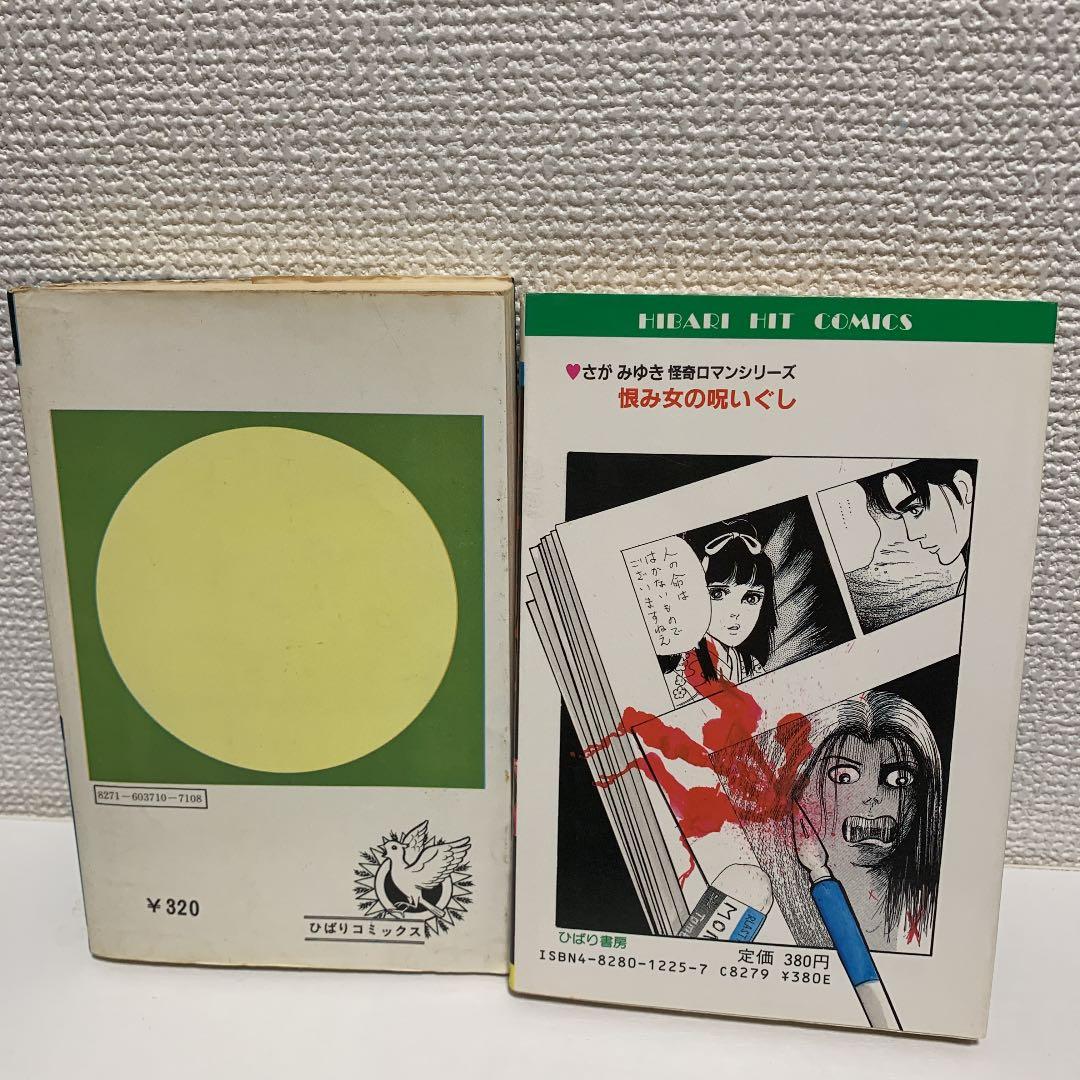 8271-603710-7108
¥320
ひばりコミックス
HIBARI HIT COMICS
♥さが みゆき 怪奇ロマンシリーズ
恨み女の呪いぐし
人の命は
はかないもので
ございますねえ
………
………
MON
PLAST
Tomb
ひばり書房
定価 380円
ISBN4-8280-1225-7 C8279 ¥380E